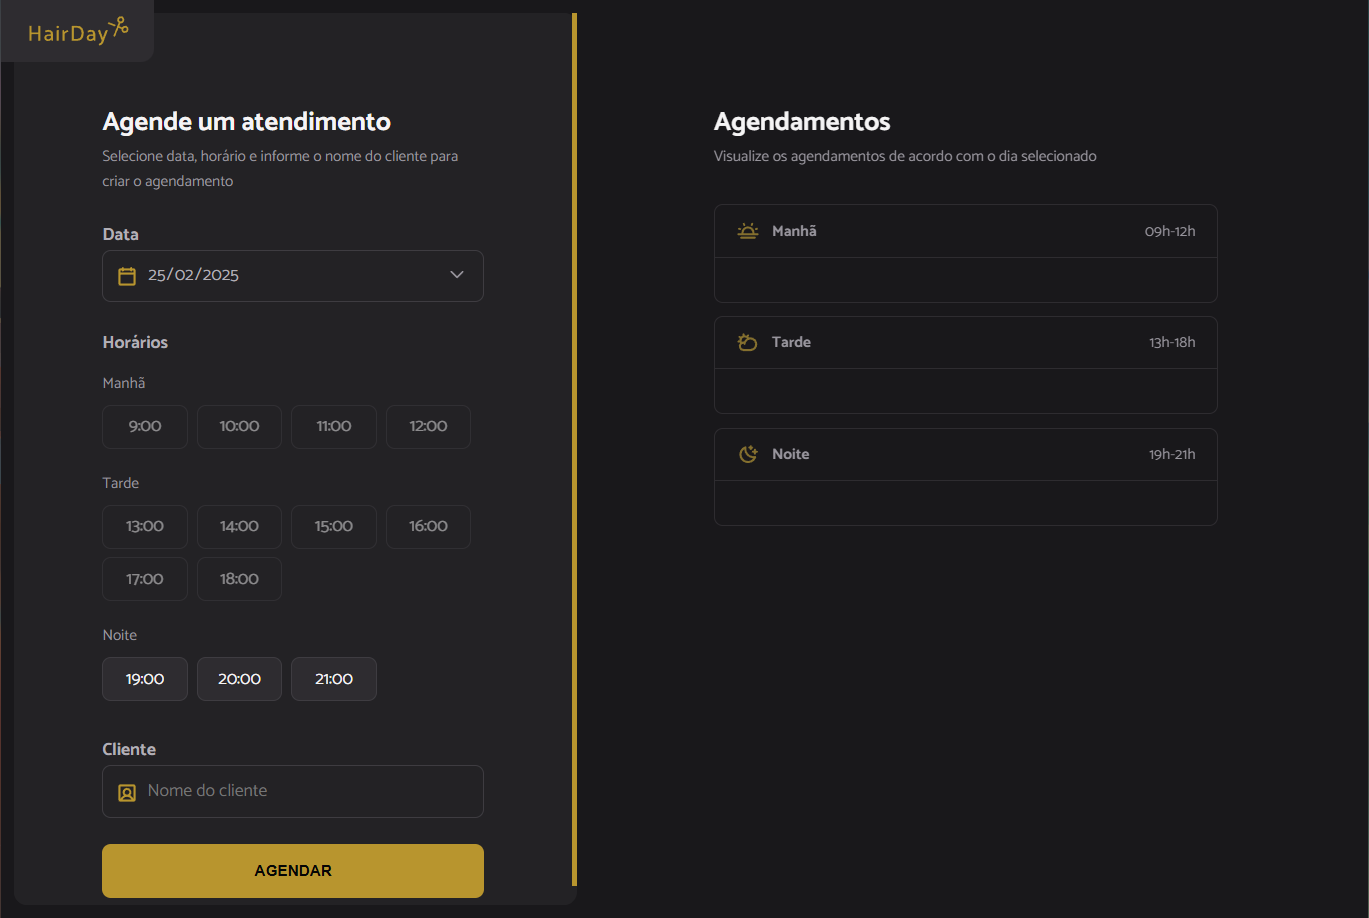 HairDay
Agende um atendimento
Selecione data, horário e informe o nome do cliente para
criar o agendamento
Data
25/02/2025
Horários
Manhã
9:00 10:00 11:00 12:00
Tarde
13:00 14:00 15:00 16:00
17:00 18:00
Noite
19:00 20:00 21:00
Cliente
Nome do cliente
AGENDAR
Agendamentos
Visualize os agendamentos de acordo com o dia selecionado
Manhã 09h-12h
Tarde 13h-18h
Noite 19h-21h